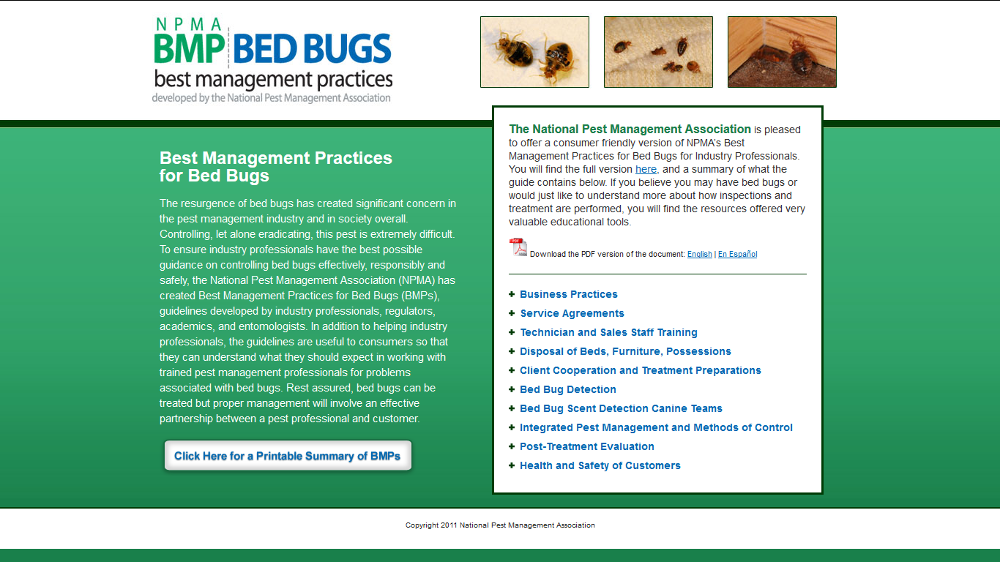 NPMA
BMP BED BUGS
best management practices
developed by the National Pest Management Association
Best Management Practices
for Bed Bugs
The resurgence of bed bugs has created significant concern in
the pest management industry and in society overall.
Controlling, let alone eradicating, this pest is extremely difficult.
To ensure industry professionals have the best possible
guidance on controlling bed bugs effectively, responsibly and
safely, the National Pest Management Association (NPMA) has
created Best Management Practices for Bed Bugs (BMPs),
guidelines developed by industry professionals, regulators,
academics, and entomologists. In addition to helping industry
professionals, the guidelines are useful to consumers so that
they can understand what they should expect in working with
trained pest management professionals for problems
associated with bed bugs. Rest assured, bed bugs can be
treated but proper management will involve an effective
partnership between a pest professional and customer.
Click Here for a Printable Summary of BMPs
The National Pest Management Association is pleased
to offer a consumer friendly version of NPMA's Best
Management Practices for Bed Bugs for Industry Professionals.
You will find the full version here, and a summary of what the
guide contains below. If you believe you may have bed bugs or
would just like to understand more about how inspections and
treatment are performed, you will find the resources offered very
valuable educational tools.
PDF
Download the PDF version of the document: English | En Español
Business Practices
Service Agreements
Technician and Sales Staff Training
Disposal of Beds, Furniture, Possessions
Client Cooperation and Treatment Preparations
Bed Bug Detection
Bed Bug Scent Detection Canine Teams
Integrated Pest Management and Methods of Control
Post-Treatment Evaluation
Health and Safety of Customers
Copyright 2011 National Pest Management Association